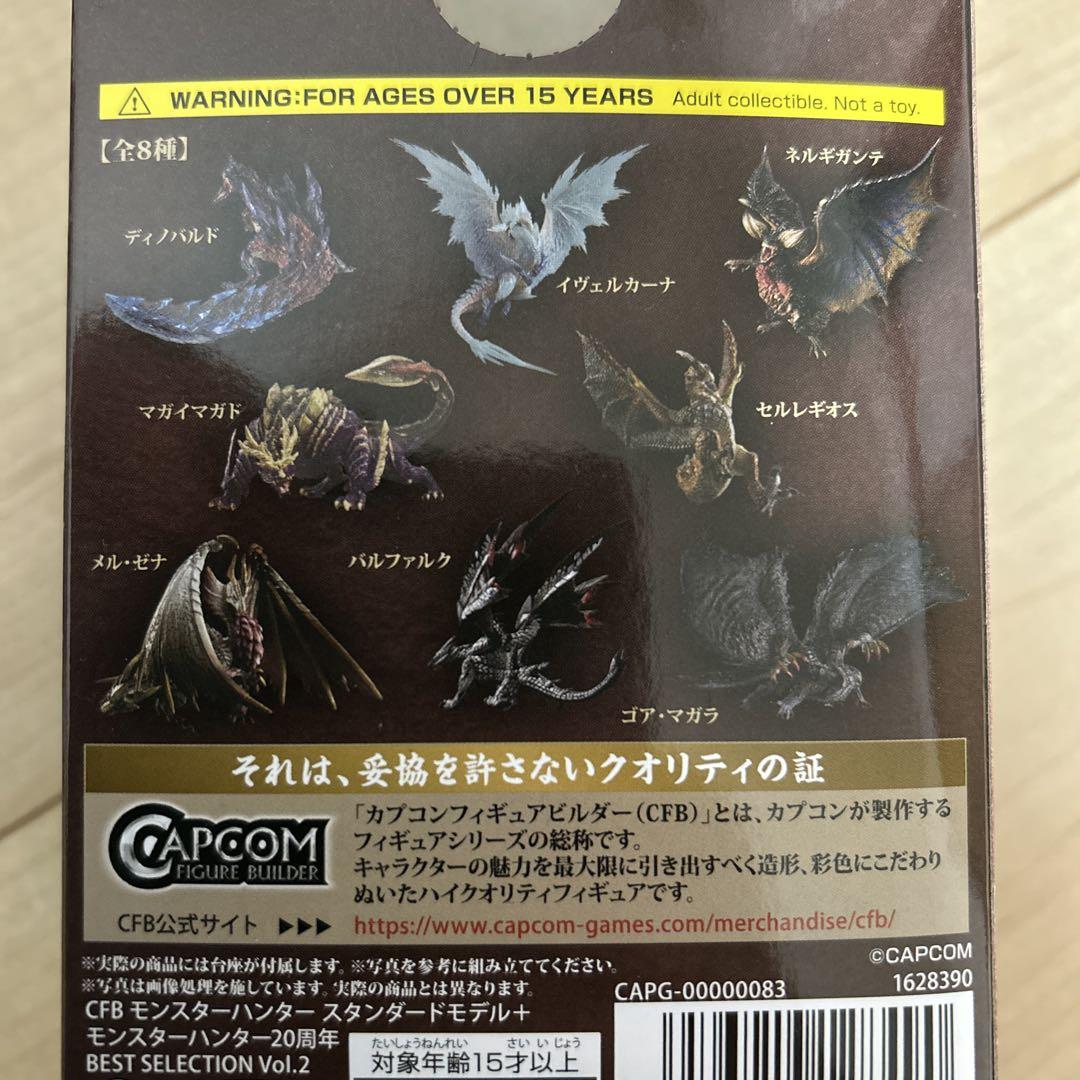 WARNING:FOR AGES OVER 15 YEARS Adult collectible. Not a toy.
【全8種】
ディノバルド
イヴェルカーナ
ネルギガンテ
マガイマガド
セルレギオス
メル・ゼナ
バルファルク
ゴア・マガラ
それは、妥協を許さないクオリティの証
CAPCOM
FIGURE BUILDER
「カプコンフィギュアビルダー(CFB)」とは、カプコンが製作する
フィギュアシリーズの総称です。
キャラクターの魅力を最大限に引き出すべく造形、彩色にこだわり
ぬいたハイクオリティフィギュアです。
CFB公式サイト ▶▶▶ https://www.capcom-games.com/merchandise/cfb/
©CAPCOM
※実際の商品には台座が付属します。※写真を参考に組み立ててください。
※写真は画像処理を施しています。実際の商品とは異なります。
CAPG-00000083
1628390
CFB モンスターハンター スタンダードモデル+
モンスターハンター20周年
BEST SELECTION Vol.2
たいしょうねんれい さい いじょう
対象年齢15才以上